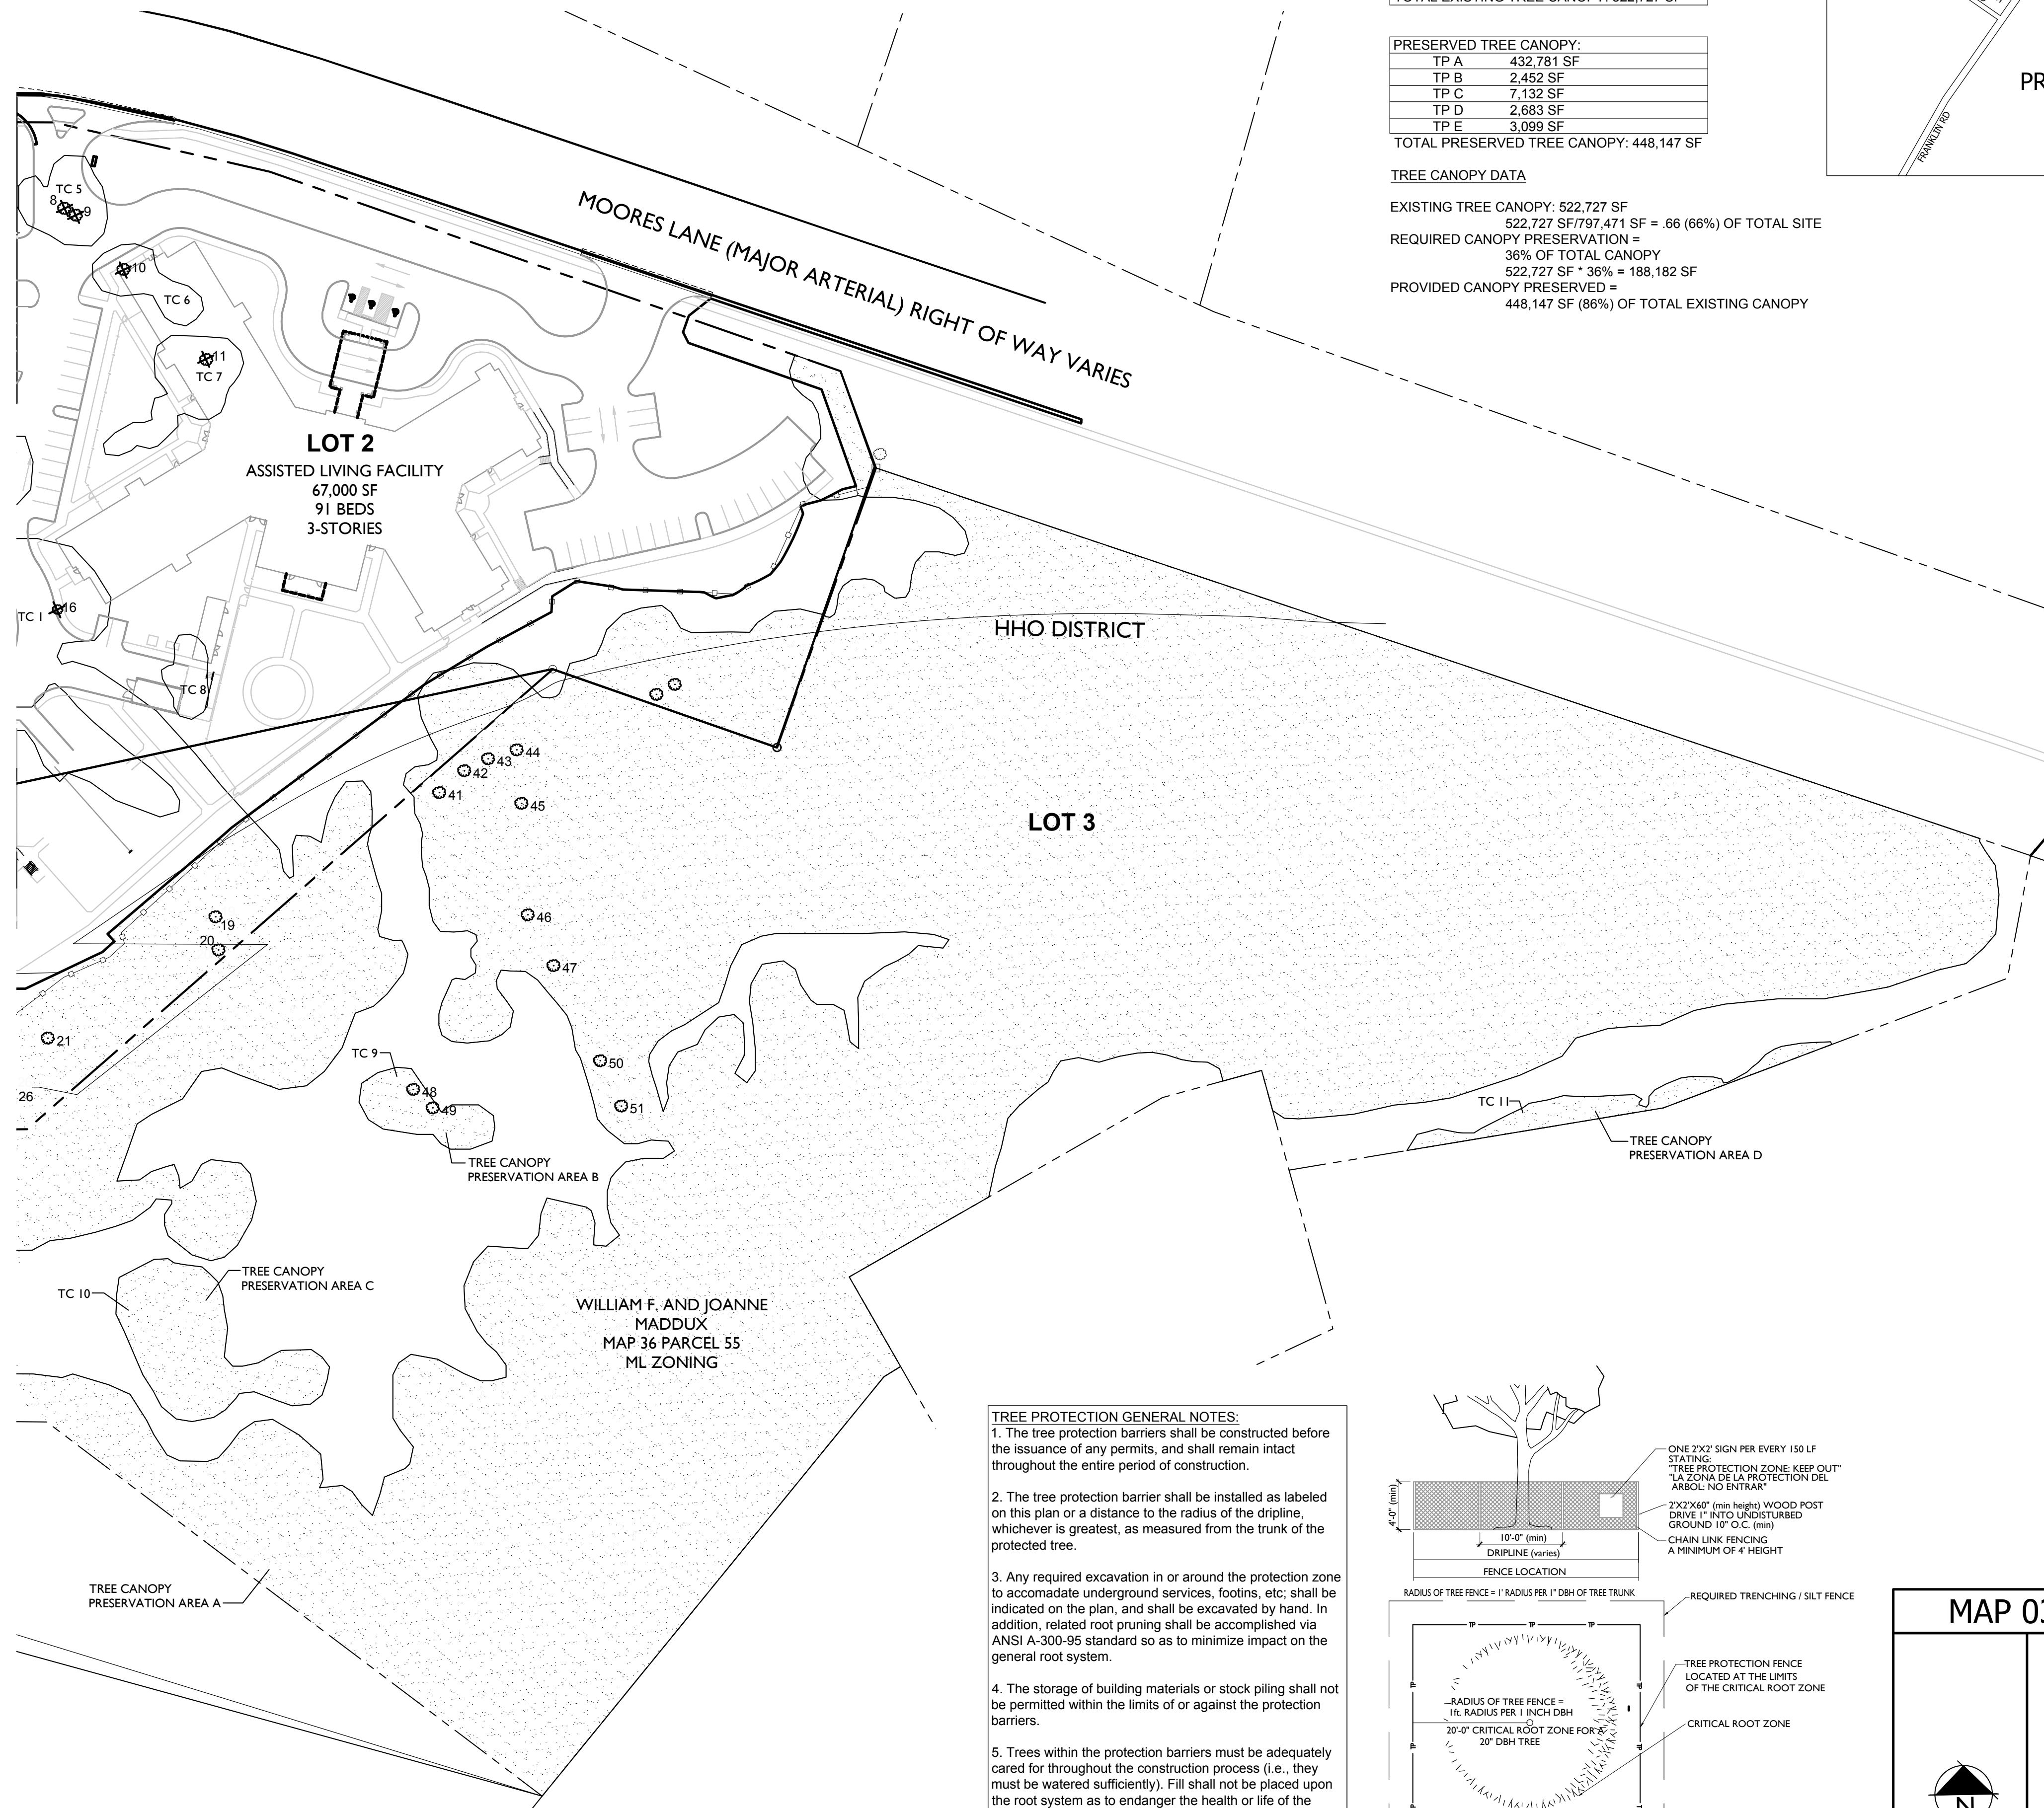 PRESERVED TREE CANOPY:
TP A 432,781 SF
TP B 2,452 SF
TP C 7,132 SF
TP D 2,683 SF
TP E 3,099 SF
TOTAL PRESERVED TREE CANOPY: 448,147 SF
TREE CANOPY DATA
EXISTING TREE CANOPY: 522,727 SF
522,727 SF/797,471 SF = .66 (66%) OF TOTAL SITE
REQUIRED CANOPY PRESERVATION =
36% OF TOTAL CANOPY
522,727 SF * 36% = 188,182 SF
PROVIDED CANOPY PRESERVED =
448,147 SF (86%) OF TOTAL EXISTING CANOPY
FRANKLIN RD
PR
MOORES LANE (MAJOR ARTERIAL) RIGHT OF WAY VARIES
TC 5
8
9
10
TC 6
11
TC 7
LOT 2
ASSISTED LIVING FACILITY
67,000 SF
91 BEDS
3-STORIES
16
TC 1
TC 8
HHO DISTRICT
44
43
42
41
45
LOT 3
46
47
19
20
21
26
TC 9
48
49
50
51
TREE CANOPY
PRESERVATION AREA B
TC 11
TREE CANOPY
PRESERVATION AREA D
TREE CANOPY
PRESERVATION AREA C
TC 10
WILLIAM F. AND JOANNE
MADDUX
MAP 36 PARCEL 55
ML ZONING
TREE CANOPY
PRESERVATION AREA A
TREE PROTECTION GENERAL NOTES:
1. The tree protection barriers shall be constructed before
the issuance of any permits, and shall remain intact
throughout the entire period of construction.
2. The tree protection barrier shall be installed as labeled
on this plan or a distance to the radius of the dripline,
whichever is greatest, as measured from the trunk of the
protected tree.
3. Any required excavation in or around the protection zone
to accomadate underground services, footins, etc; shall be
indicated on the plan, and shall be excavated by hand. In
addition, related root pruning shall be accomplished via
ANSI A-300-95 standard so as to minimize impact on the
general root system.
4. The storage of building materials or stock piling shall not
be permitted within the limits of or against the protection
barriers.
5. Trees within the protection barriers must be adequately
cared for throughout the construction process (i.e., they
must be watered sufficiently). Fill shall not be placed upon
the root system as to endanger the health or life of the
ONE 2'X2' SIGN PER EVERY 150 LF
STATING:
"TREE PROTECTION ZONE: KEEP OUT"
"LA ZONA DE LA PROTECTION DEL
ARBOL: NO ENTRAR"
2'X2'X60" (min height) WOOD POST
DRIVE 1" INTO UNDISTURBED
GROUND 10" O.C. (min)
CHAIN LINK FENCING
A MINIMUM OF 4' HEIGHT
4'-0" (min)
10'-0" (min)
DRIPLINE (varies)
FENCE LOCATION
RADIUS OF TREE FENCE = 1' RADIUS PER 1" DBH OF TREE TRUNK
REQUIRED TRENCHING / SILT FENCE
TP TP TP
TREE PROTECTION FENCE
LOCATED AT THE LIMITS
OF THE CRITICAL ROOT ZONE
RADIUS OF TREE FENCE =
1ft. RADIUS PER 1 INCH DBH
20'-0" CRITICAL ROOT ZONE FOR A
20" DBH TREE
CRITICAL ROOT ZONE
TP
TP
TP
TP
MAP 03
N